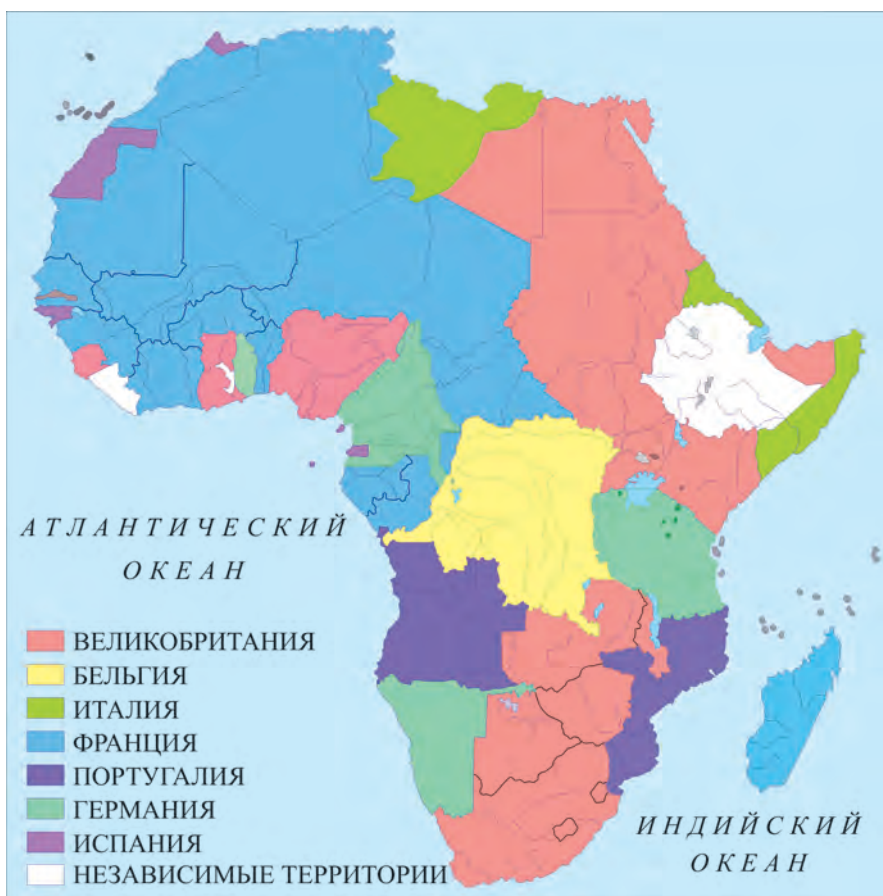 АТЛАНТИЧЕСКИЙ
ОКЕАН
ВЕЛИКОБРИТАНИЯ
БЕЛЬГИЯ
ИТАЛИЯ
ФРАНЦИЯ
ПОРТУГАЛИЯ
ГЕРМАНИЯ
ИСПАНИЯ
НЕЗАВИСИМЫЕ ТЕРРИТОРИИ
ИНДИЙСКИЙ
ОКЕАН